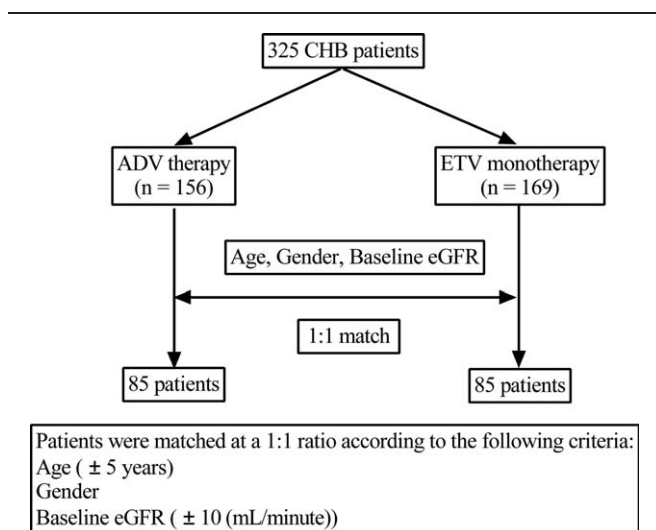 325 CHB patients
ADV therapy
(n = 156)
ETV monotherapy
(n = 169)
Age, Gender, Baseline eGFR
1:1 match
85 patients
85 patients
Patients were matched at a 1:1 ratio according to the following criteria:
Age ( ± 5 years)
Gender
Baseline eGFR ( ± 10 (mL/minute))